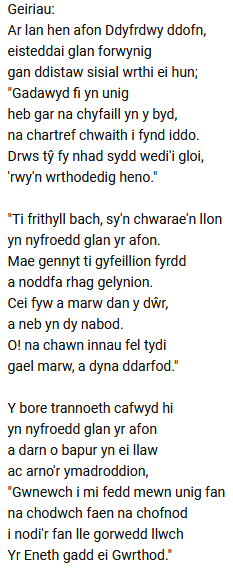 Geiriau:
Ar lan hen afon Ddyfrdwy ddofn,
eisteddai glan forwynig
gan ddistaw sisial wrthi ei hun;
"Gadawyd fi yn unig
heb gar na chyfaill yn y byd,
na chartref chwaith i fynd iddo.
Drws tŷ fy nhad sydd wedi'i gloi,
'rwy'n wrthodedig heno."

"Ti frithyll bach, sy'n chwarae'n llon
yn nyfroedd glan yr afon.
Mae gennyt ti gyfeillion fyrdd
a noddfa rhag gelynion.
Cei fyw a marw dan y dŵr,
a neb yn dy nabod.
O! na chawn innau fel tydi
gael marw, a dyna ddarfod."

Y bore trannoeth cafwyd hi
yn nyfroedd glan yr afon
a darn o bapur yn ei llaw
ac arno'r ymadroddion,
"Gwnewch i mi fedd mewn unig fan
na chodwch faen na chofnod
i nodi'r fan lle gorwedd llwch
Yr Eneth gadd ei Gwrthod."